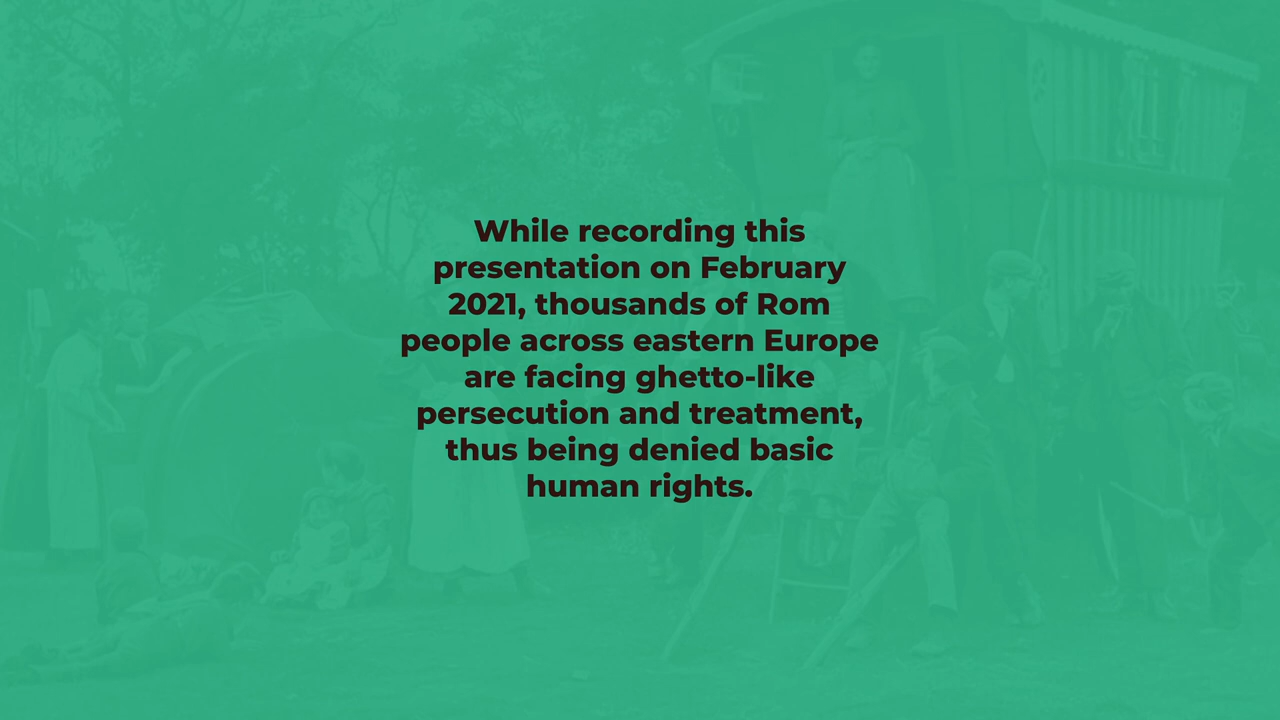 While recording this
presentation on February
2021, thousands of Rom
people across eastern Europe
are facing ghetto-like
persecution and treatment,
thus being denied basic
human rights.